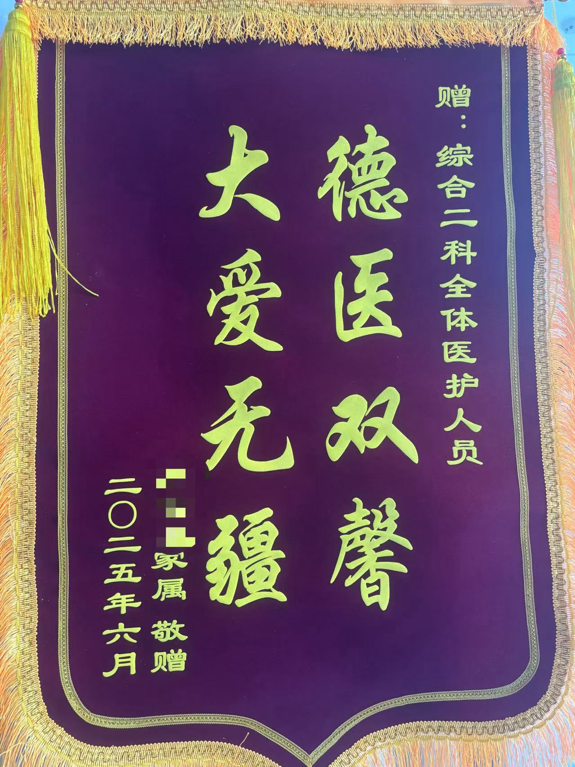 赠：综合二科全体医护人员
德医双馨
大爱无疆
家属 敬赠
二〇二五年六月